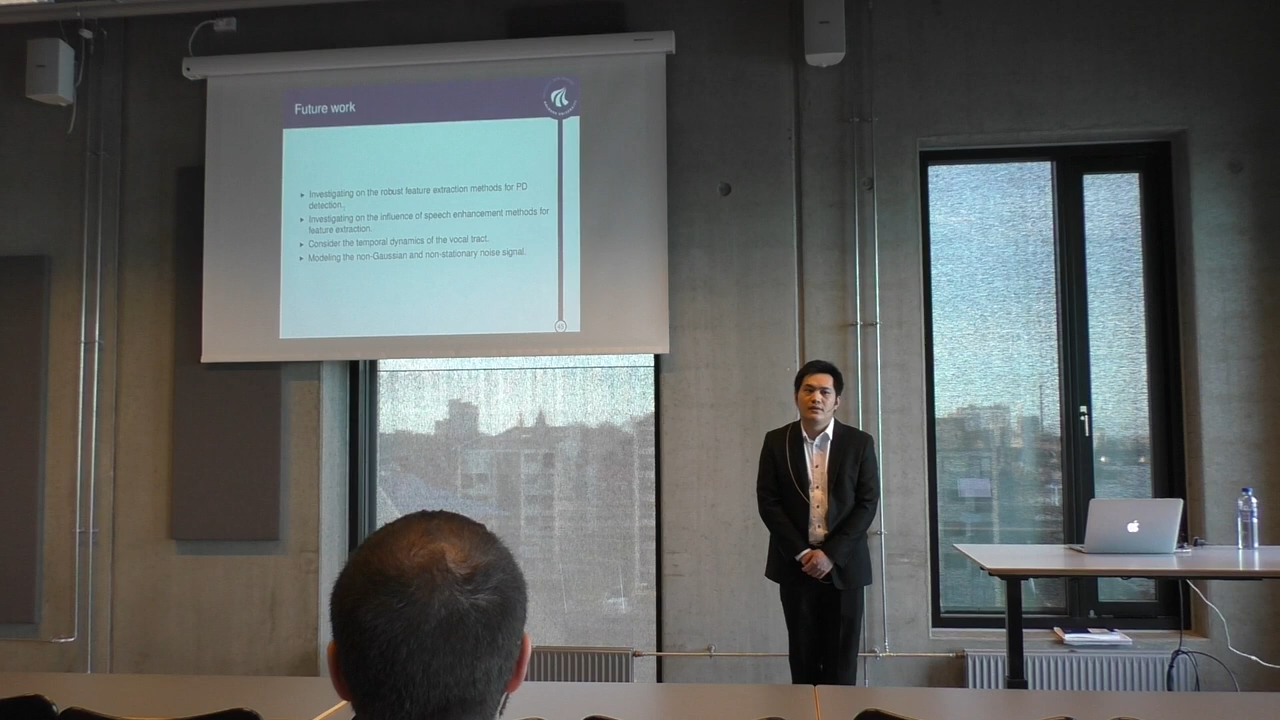 Future work
▸ Investigating on the robust feature extraction methods for PD
detection.
▸ Investigating on the influence of speech enhancement methods for
feature extraction.
▸ Consider the temporal dynamics of the vocal tract.
▸ Modeling the non-Gaussian and non-stationary noise signal.